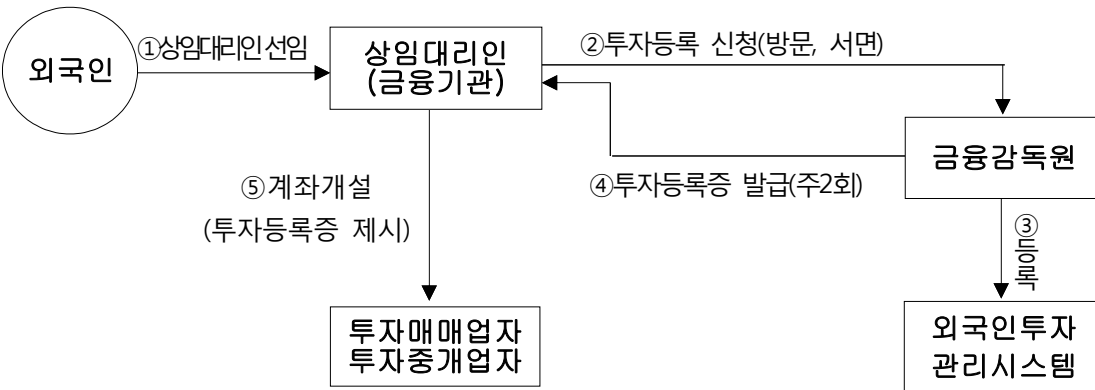 외국인
①상임대리인 선임
상임대리인
(금융기관)
②투자등록 신청(방문, 서면)
금융감독원
④투자등록증 발급(주2회)
③등록
⑤계좌개설
(투자등록증 제시)
투자매매업자
투자중개업자
외국인투자
관리시스템